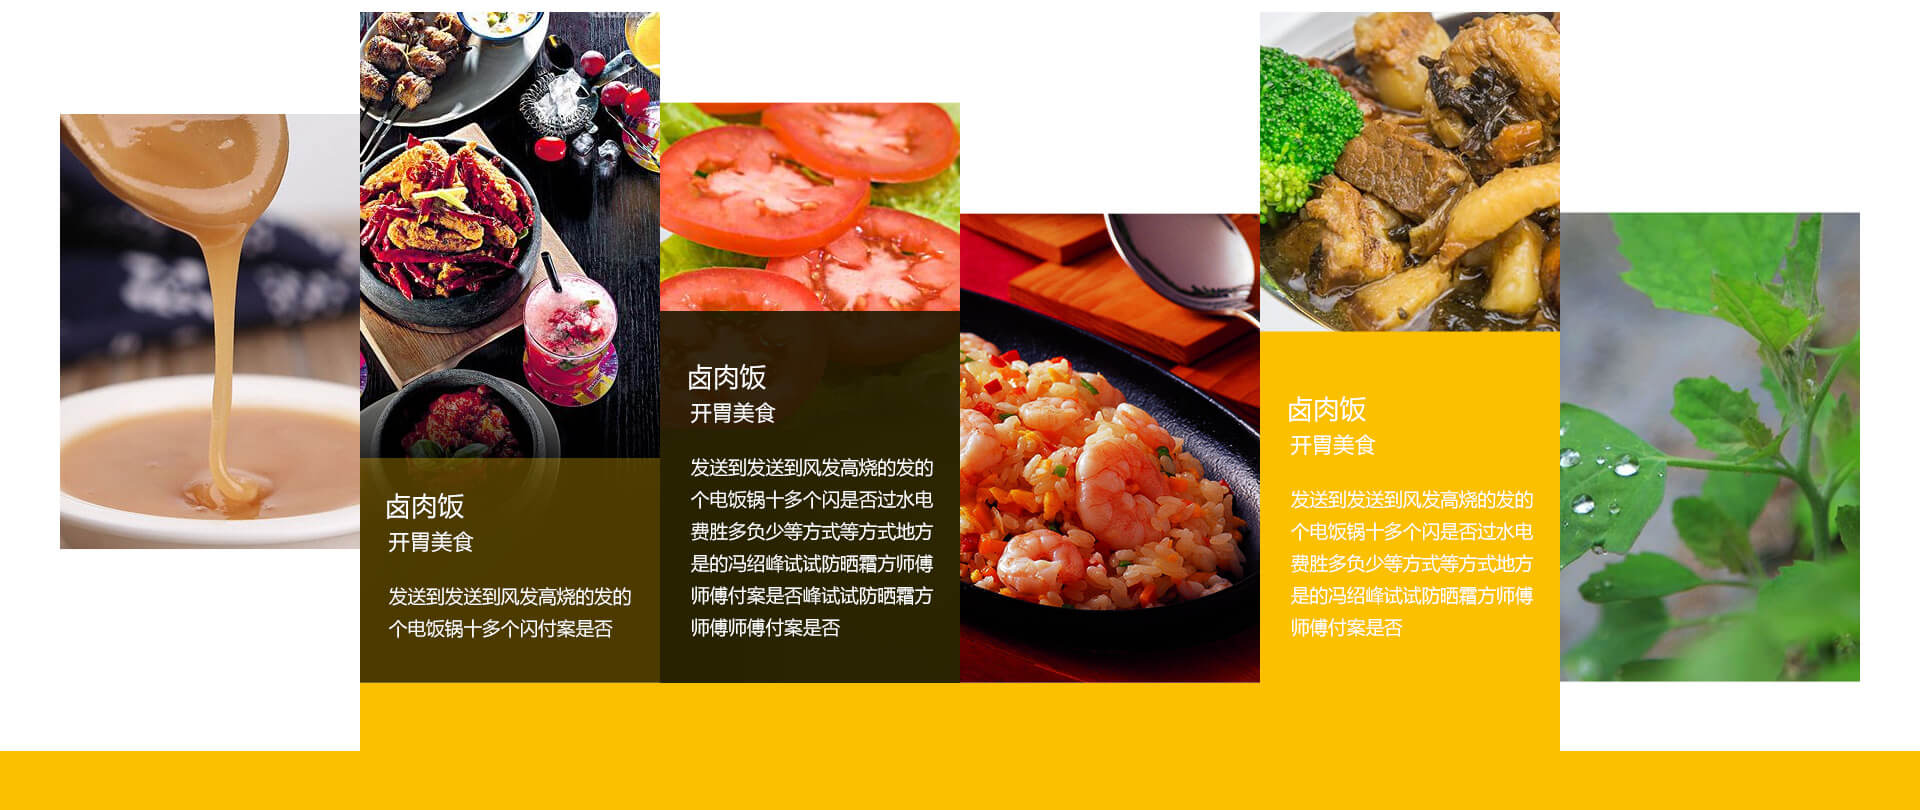 卤肉饭
开胃美食
发送到发送到风发高烧的发的
个电饭锅十多个闪付案是否
卤肉饭
开胃美食
发送到发送到风发高烧的发的
个电饭锅十多个闪是否过水电
费胜多负少等方式等方式地方
是的冯绍峰试试防晒霜方师傅
师傅付案是否峰试试防晒霜方
师傅师傅付案是否
卤肉饭
开胃美食
发送到发送到风发高烧的发的
个电饭锅十多个闪是否过水电
费胜多负少等方式等方式地方
是的冯绍峰试试防晒霜方师傅
师傅付案是否